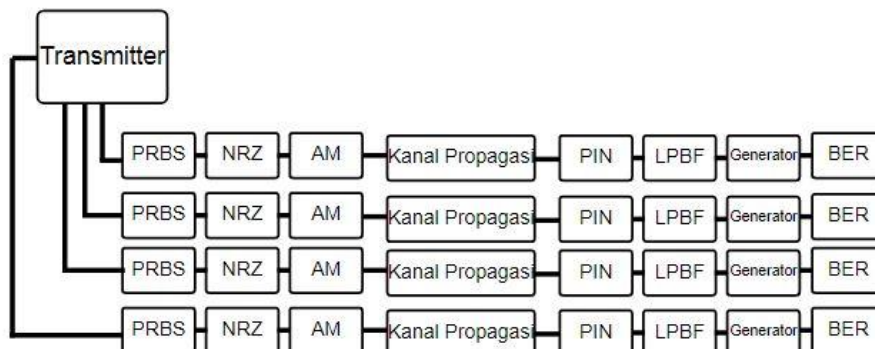 Transmitter
PRBS NRZ AM Kanal Propagasi PIN LPBF Generator BER
PRBS NRZ AM Kanal Propagasi PIN LPBF Generator BER
PRBS NRZ AM Kanal Propagasi PIN LPBF Generator BER
PRBS NRZ AM Kanal Propagasi PIN LPBF Generator BER